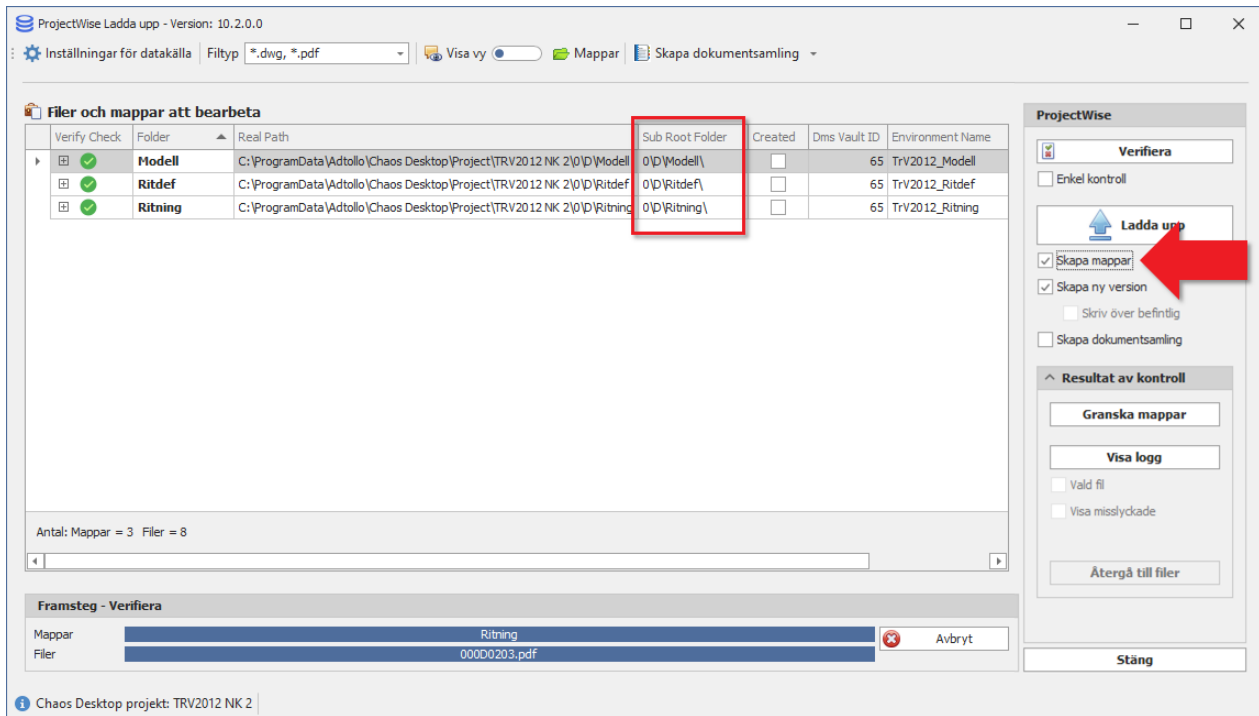 ProjectWise Ladda upp - Version: 10.2.0.0
Inställningar för datakälla Filtyp *.dwg, *.pdf Visa vy Mappar Skapa dokumentsamling
Filer och mappar att bearbeta
Verify Check Folder Real Path Sub Root Folder Created Dms Vault ID Environment Name
Modell C:\ProgramData\Adtollo\Chaos Desktop\Project\TRV2012 NK 2\0\D\Modell 0\D\Modell\ 65 TrV2012_Modell
Ritdef C:\ProgramData\Adtollo\Chaos Desktop\Project\TRV2012 NK 2\0\D\Ritdef 0\D\Ritdef\ 65 TrV2012_Ritdef
Ritning C:\ProgramData\Adtollo\Chaos Desktop\Project\TRV2012 NK 2\0\D\Ritning 0\D\Ritning\ 65 TrV2012_Ritning
Antal: Mappar = 3 Filer = 8
Framsteg - Verifiera
Mappar Ritning
Filer 000D0203.pdf
Avbryt
ProjectWise
Verifiera
Enkel kontroll
Ladda upp
Skapa mappar
Skapa ny version
Skriv över befintlig
Skapa dokumentsamling
Resultat av kontroll
Granska mappar
Visa logg
Vald fil
Visa misslyckade
Återgå till filer
Stäng
Chaos Desktop projekt: TRV2012 NK 2